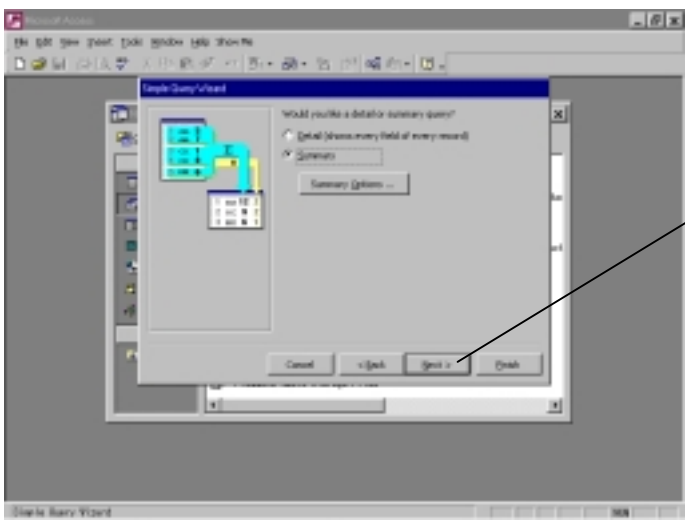 Microsoft Access
File Edit View Insert Tools Window Help Show Me
Simple Query Wizard
Would you like a detail or summary query?
Detail (shows every field of every record)
Summary
Summary Options ...
Cancel
< Back
Next >
Finish
Simple Query Wizard
NUM